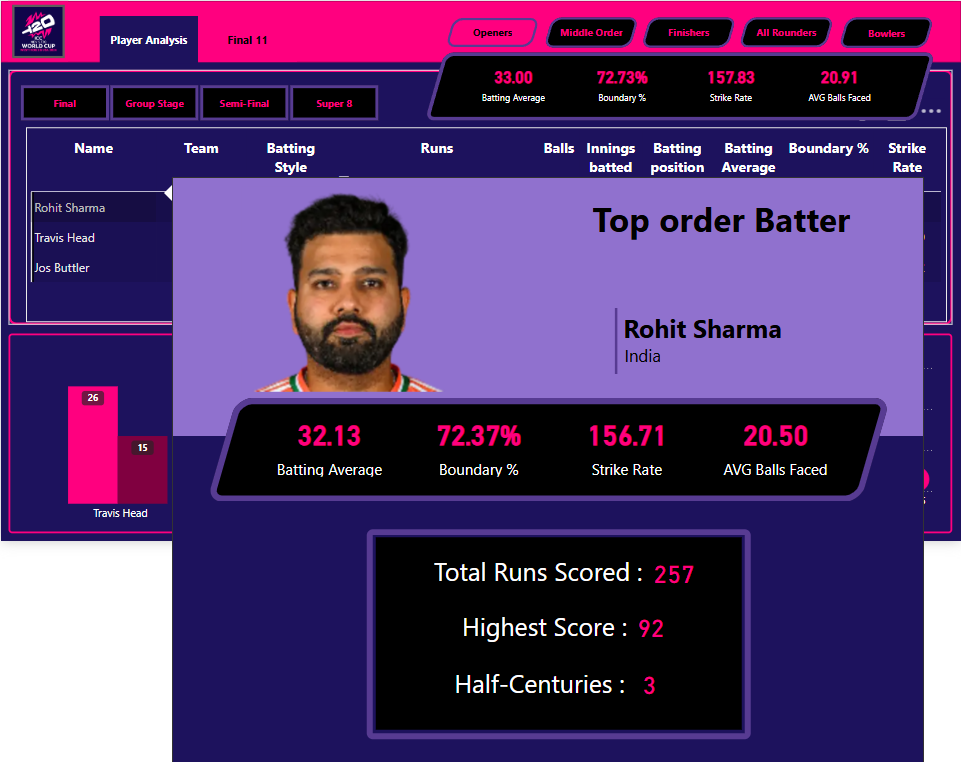 T20
ICC
WORLD CUP
Player Analysis
Final 11
Openers
Middle Order
Finishers
All Rounders
Bowlers
33.00 72.73% 157.83 20.91
Batting Average Boundary % Strike Rate AVG Balls Faced
Final
Group Stage
Semi-Final
Super 8
Name Team Batting Style Runs Balls Innings batted Batting position Batting Average Boundary % Strike Rate
Rohit Sharma
Travis Head
Jos Buttler
Top order Batter
Rohit Sharma
India
32.13 72.37% 156.71 20.50
Batting Average Boundary % Strike Rate AVG Balls Faced
26
15
Travis Head
Total Runs Scored : 257
Highest Score : 92
Half-Centuries : 3